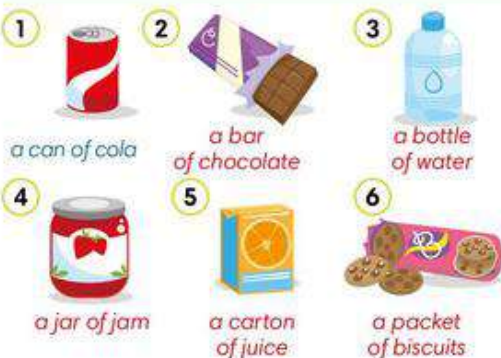 1
2
3
a can of cola
a bar
of chocolate
a bottle
of water
4
5
6
a jar of jam
a carton
of juice
a packet
of biscuits